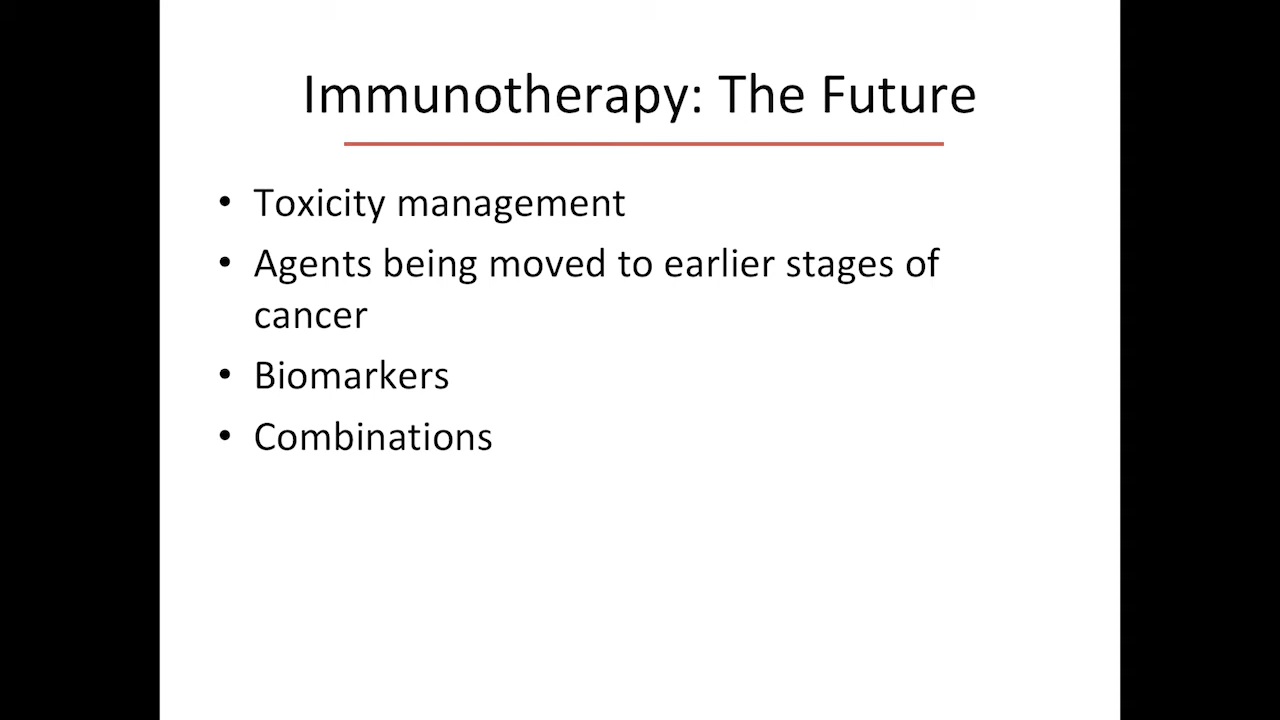 Immunotherapy: The Future
• Toxicity management
• Agents being moved to earlier stages of
cancer
• Biomarkers
• Combinations